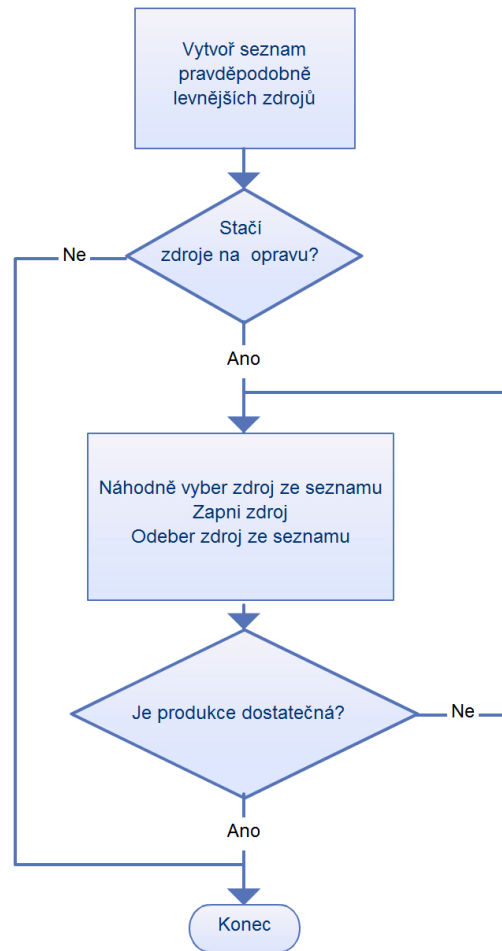 Vytvoř seznam
pravděpodobně
levnějších zdrojů
Stačí
zdroje na opravu?
Ne
Ano
Náhodně vyber zdroj ze seznamu
Zapni zdroj
Odeber zdroj ze seznamu
Je produkce dostatečná?
Ne
Ano
Konec